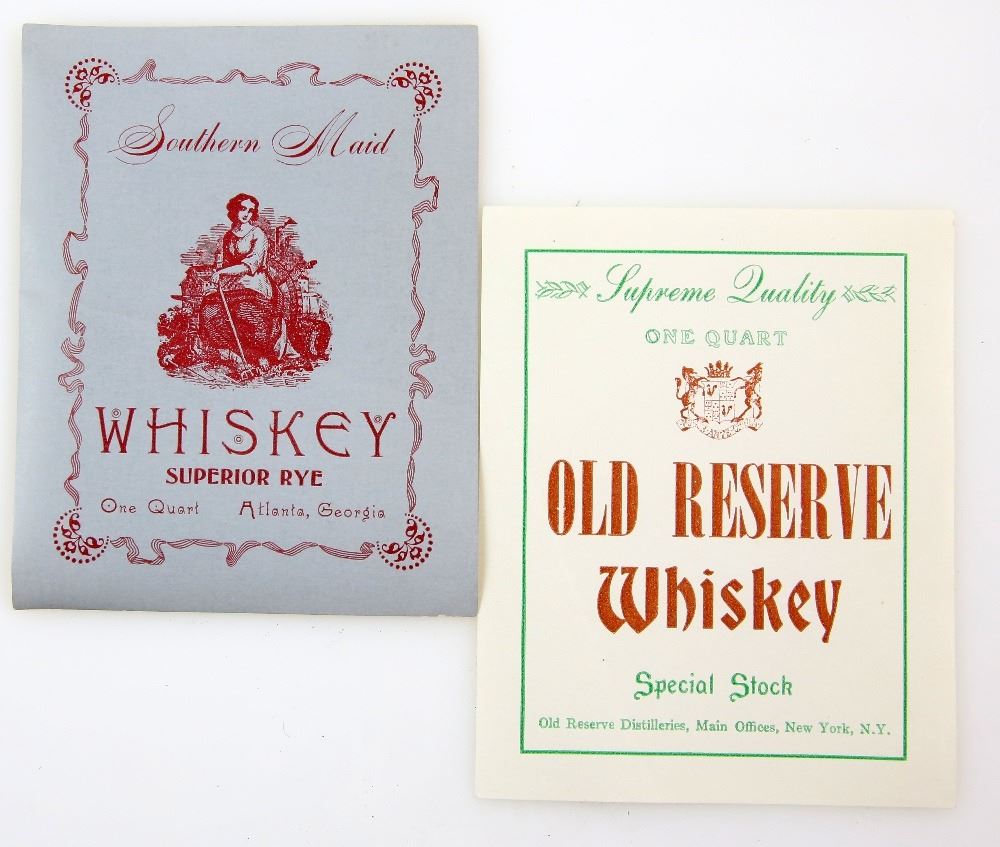 Southern Maid
WHISKEY
SUPERIOR RYE
One Quart Atlanta, Georgia
Supreme Quality
ONE QUART
OLD RESERVE
Whiskey
Special Stock
Old Reserve Distilleries, Main Offices, New York, N.Y.